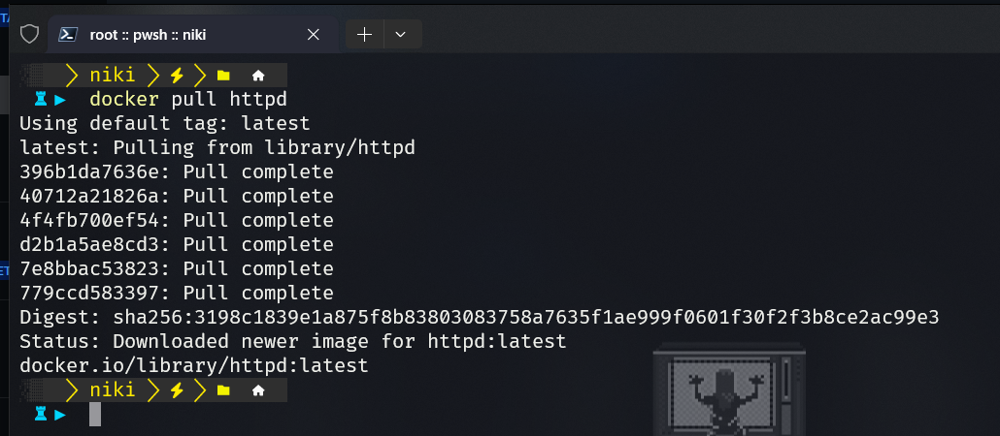 TA
root :: pwsh :: niki
niki
docker pull httpd
Using default tag: latest
latest: Pulling from library/httpd
396b1da7636e: Pull complete
40712a21826a: Pull complete
4f4fb700ef54: Pull complete
d2b1a5ae8cd3: Pull complete
7e8bbac53823: Pull complete
779ccd583397: Pull complete
ET
Digest: sha256:3198c1839e1a875f8b83803083758a7635f1ae999f0601f30f2f3b8ce2ac99e3
Status: Downloaded newer image for httpd:latest
docker.io/library/httpd:latest
niki